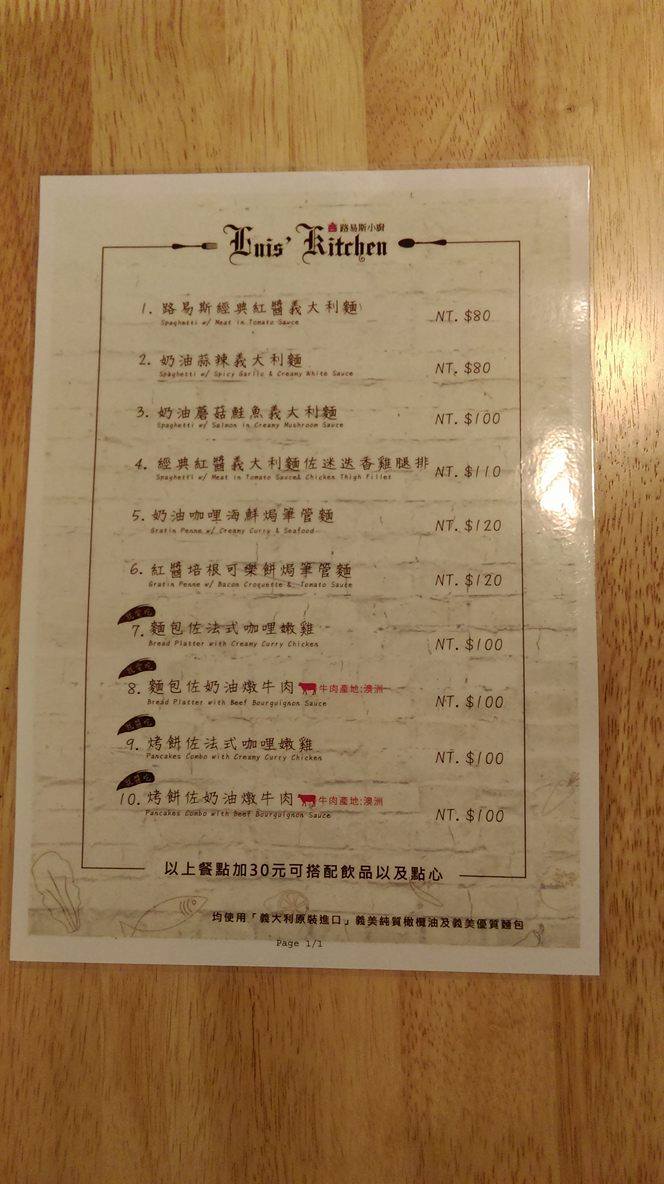 路易斯小廚
Luis' Kitchen
1. 路易斯經典紅醬義大利麵 NT. $80
Spaghetti w/ Meat in Tomato Sauce
2. 奶油蒜辣義大利麵 NT. $80
Spaghetti w/ Spicy Garlic & Creamy White Sauce
3. 奶油蘑菇鮭魚義大利麵 NT. $100
Spaghetti w/ Salmon in Creamy Mushroom Sauce
4. 經典紅醬義大利麵佐迷迭香雞腿排 NT. $110
Spaghetti w/ Meat in Tomato Sauce& Chicken Thigh Fillet
5. 奶油咖哩海鮮焗筆管麵 NT. $120
Gratin Penne w/ Creamy Curry & Seafood
6. 紅醬培根可樂餅焗筆管麵 NT. $120
Gratin Penne w/ Bacon Croquette & Tomato Sauce
7. 麵包佐法式咖哩嫩雞 NT. $100
Bread Platter with Creamy Curry Chicken
8. 麵包佐奶油燉牛肉 牛肉產地:澳洲 NT. $100
Bread Platter with Beef Bourguignon Sauce
9. 烤餅佐法式咖哩嫩雞 NT. $100
Pancakes Combo with Creamy Curry Chicken
10. 烤餅佐奶油燉牛肉 牛肉產地:澳洲 NT. $100
Pancakes Combo with Beef Bourguignon Sauce
以上餐點加30元可搭配飲品以及點心
均使用「義大利原裝進口」義美純質橄欖油及義美優質麵包
Page 1/1